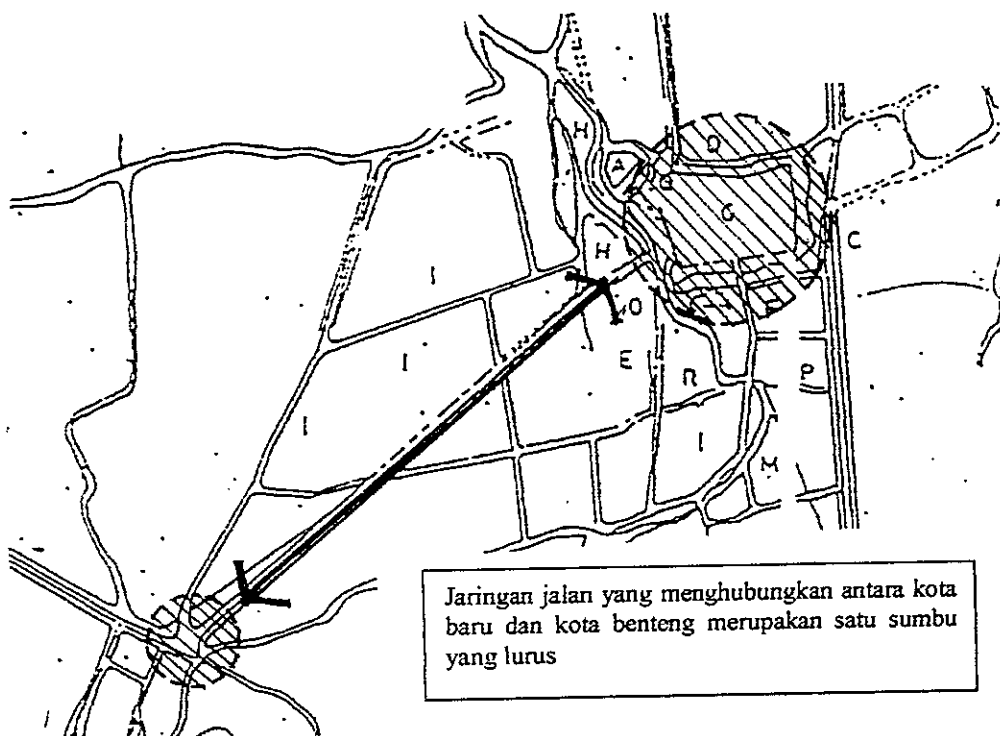 H
D
A
G
G
C
H
O
I
I
E
R
P
I
I
M
Jaringan jalan yang menghubungkan antara kota
baru dan kota benteng merupakan satu sumbu
yang lurus